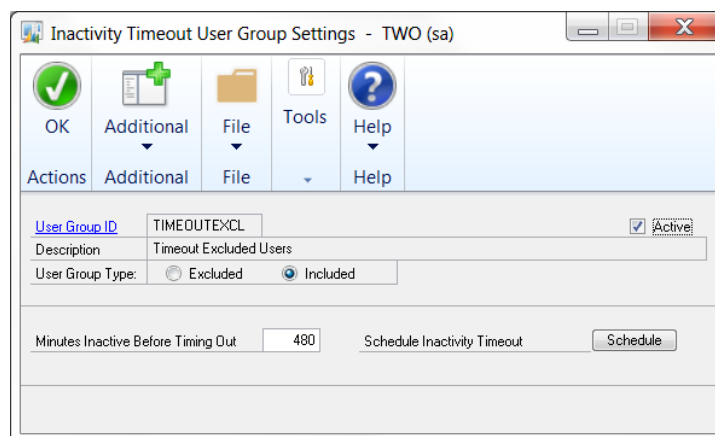 Inactivity Timeout User Group Settings - TWO (sa)
OK Additional File Tools Help
Actions Additional File Help
User Group ID TIMEOUTEXCL Active
Description Timeout Excluded Users
User Group Type: Excluded Included
Minutes Inactive Before Timing Out 480 Schedule Inactivity Timeout Schedule